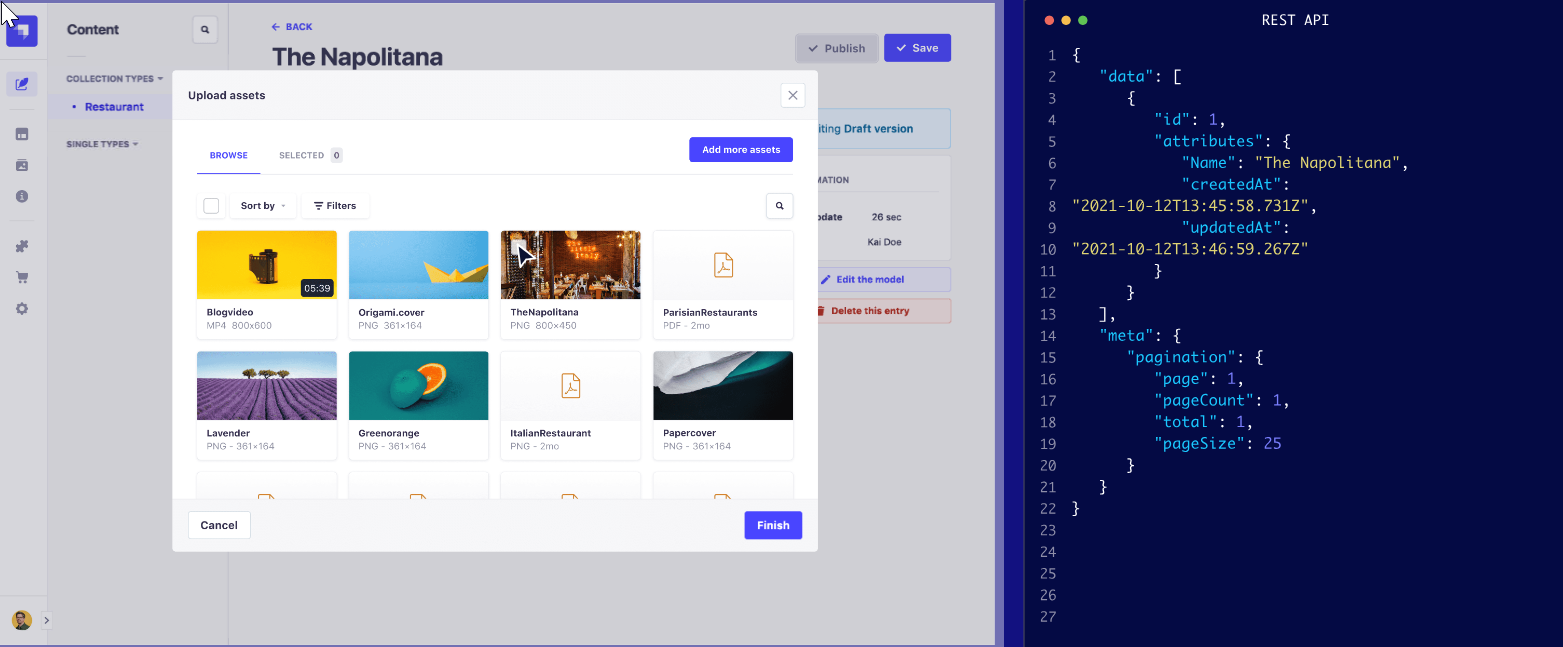 Content
COLLECTION TYPES
Restaurant
SINGLE TYPES
BACK
The Napolitana
Publish
Save
Upload assets
BROWSE
SELECTED 0
Add more assets
Sort by
Filters
05:39
Blogvideo
MP4 800x600
Origami.cover
PNG 361×164
the
little
italy
TheNapolitana
PNG 800×450
ParisianRestaurants
PDF - 2mo
Lavender
PNG - 361×164
Greenorange
PNG - 361×164
ItalianRestaurant
PNG - 2mo
Papercover
PNG - 361×164
Cancel
Finish
iting Draft version
MATION
pdate 26 sec
Kai Doe
Edit the model
Delete this entry
REST API
1 {
2 "data": [
3 {
4 "id": 1,
5 "attributes": {
6 "Name": "The Napolitana",
7 "createdAt":
8 "2021-10-12T13:45:58.731Z",
9 "updatedAt":
10 "2021-10-12T13:46:59.267Z"
11 }
12 }
13 ],
14 "meta": {
15 "pagination": {
16 "page": 1,
17 "pageCount": 1,
18 "total": 1,
19 "pageSize": 25
20 }
21 }
22 }
23
24
25
26
27